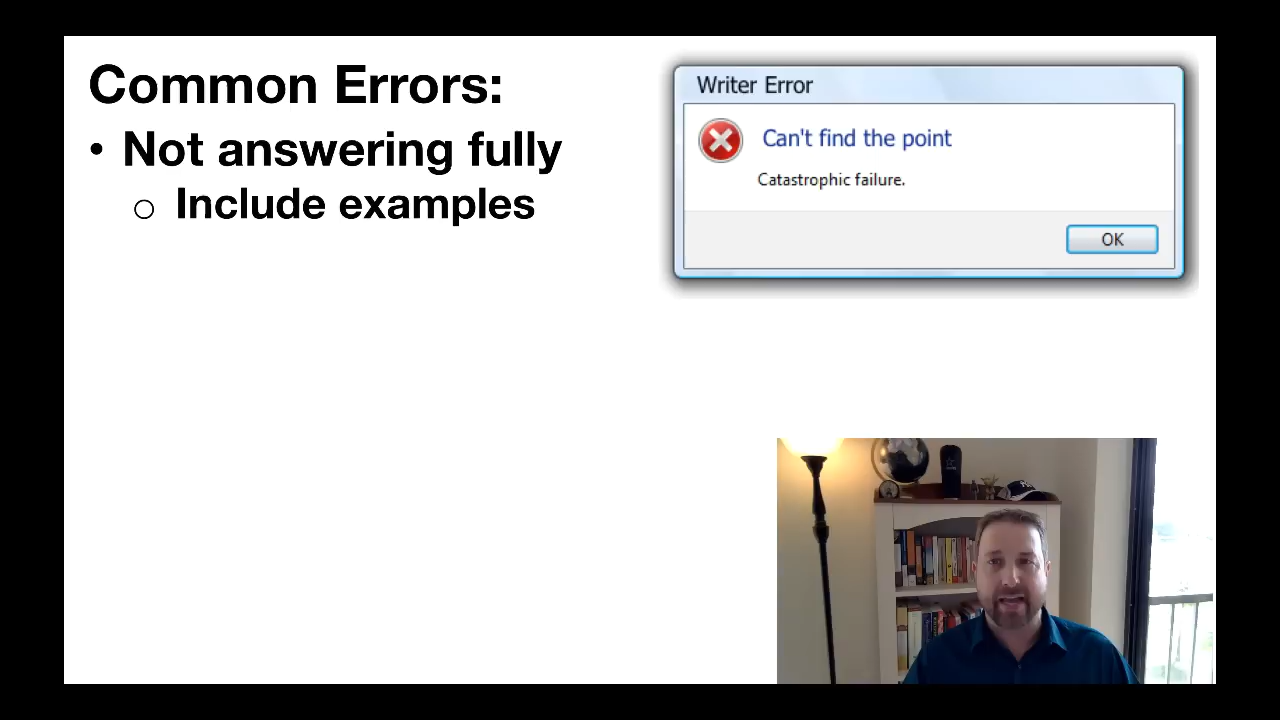 Common Errors:
• Not answering fully
o Include examples
Writer Error
Can't find the point
Catastrophic failure.
OK